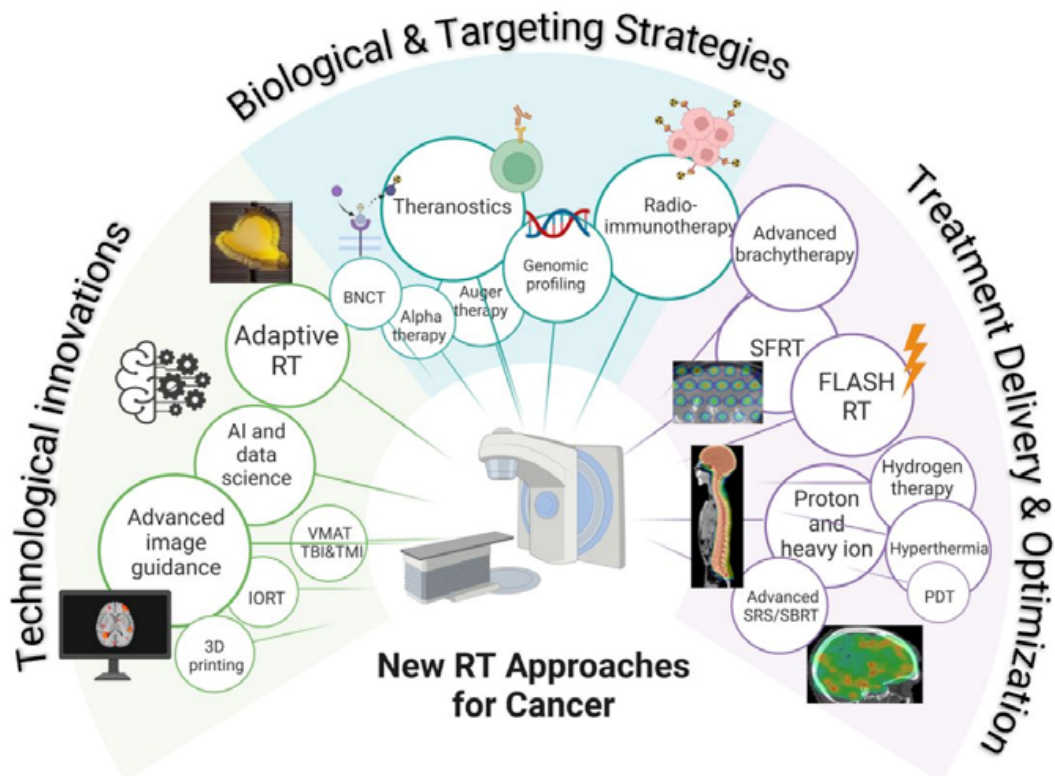 Biological & Targeting Strategies
Technological innovations
Treatment Delivery & Optimization
Theranostics
BNCT
Alpha
therapy
Auger
therapy
Genomic
profiling
Radio-
immunotherapy
Adaptive
RT
AI and data
science
Advanced
image
guidance
VMAT
TBI&TMI
IORT
3D
printing
Advanced
brachytherapy
SFRT
FLASH
RT
Hydrogen
therapy
Proton
and
heavy ion
Hyperthermia
PDT
Advanced
SRS/SBRT
New RT Approaches
for Cancer